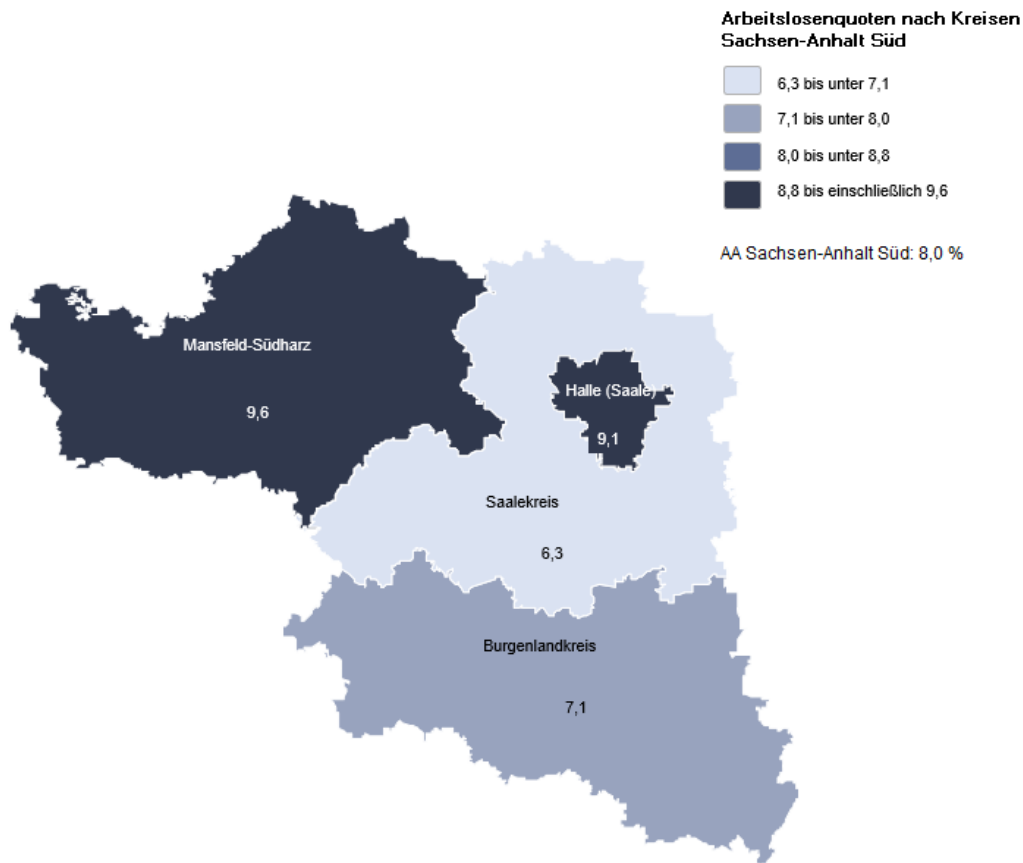 Arbeitslosenquoten nach Kreisen
Sachsen-Anhalt Süd
6,3 bis unter 7,1
7,1 bis unter 8,0
8,0 bis unter 8,8
8,8 bis einschließlich 9,6
AA Sachsen-Anhalt Süd: 8,0 %
Mansfeld-Südharz
9,6
Halle (Saale)
9,1
Saalekreis
6,3
Burgenlandkreis
7,1